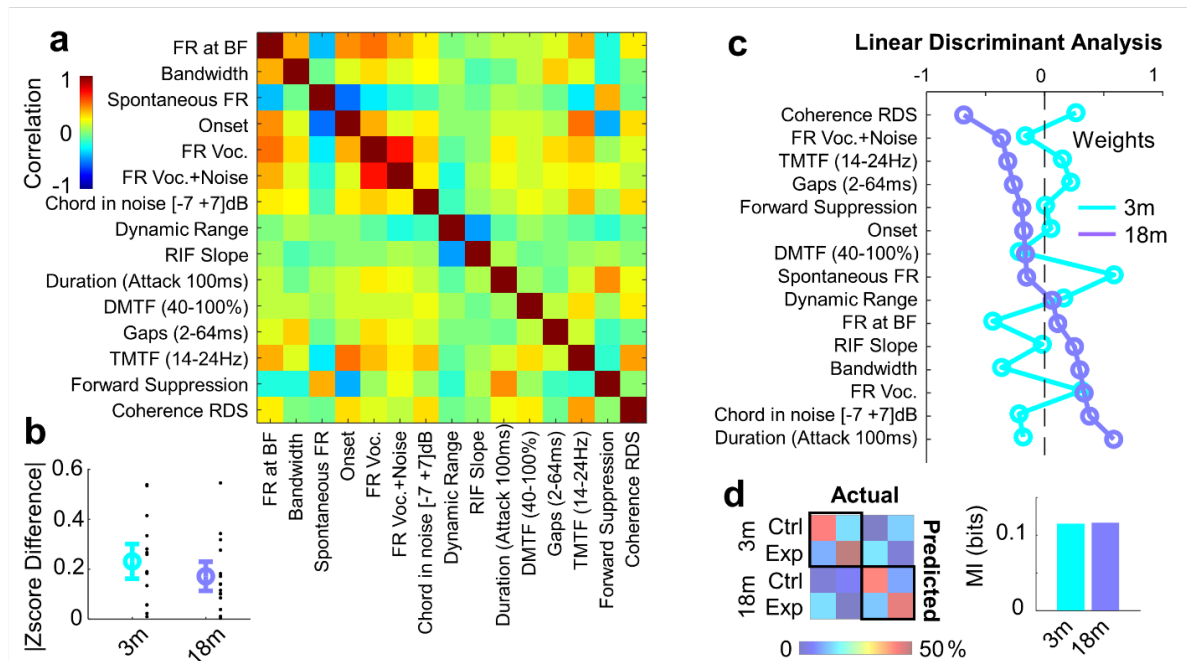 a
FR at BF
Bandwidth
Spontaneous FR
Onset
FR Voc.
FR Voc.+Noise
Chord in noise [-7 +7]dB
Dynamic Range
RIF Slope
Duration (Attack 100ms)
DMTF (40-100%)
Gaps (2-64ms)
TMTF (14-24Hz)
Forward Suppression
Coherence RDS
Correlation
1
0
-1
FR at BF
Bandwidth
Spontaneous FR
Onset
FR Voc.
FR Voc.+Noise
Chord in noise [-7 +7]dB
Dynamic Range
RIF Slope
Duration (Attack 100ms)
DMTF (40-100%)
Gaps (2-64ms)
TMTF (14-24Hz)
Forward Suppression
Coherence RDS
b
|Zscore Difference|
0.6
0.4
0.2
0
3m
18m
c
Linear Discriminant Analysis
-1 0 1
Coherence RDS
FR Voc.+Noise
TMTF (14-24Hz)
Gaps (2-64ms)
Forward Suppression
Onset
DMTF (40-100%)
Spontaneous FR
Dynamic Range
FR at BF
RIF Slope
Bandwidth
FR Voc.
Chord in noise [-7 +7]dB
Duration (Attack 100ms)
Weights
3m
18m
d
Actual
Predicted
3m
Ctrl
Exp
18m
Ctrl
Exp
0 50 %
MI (bits)
0.1
0
3m
18m